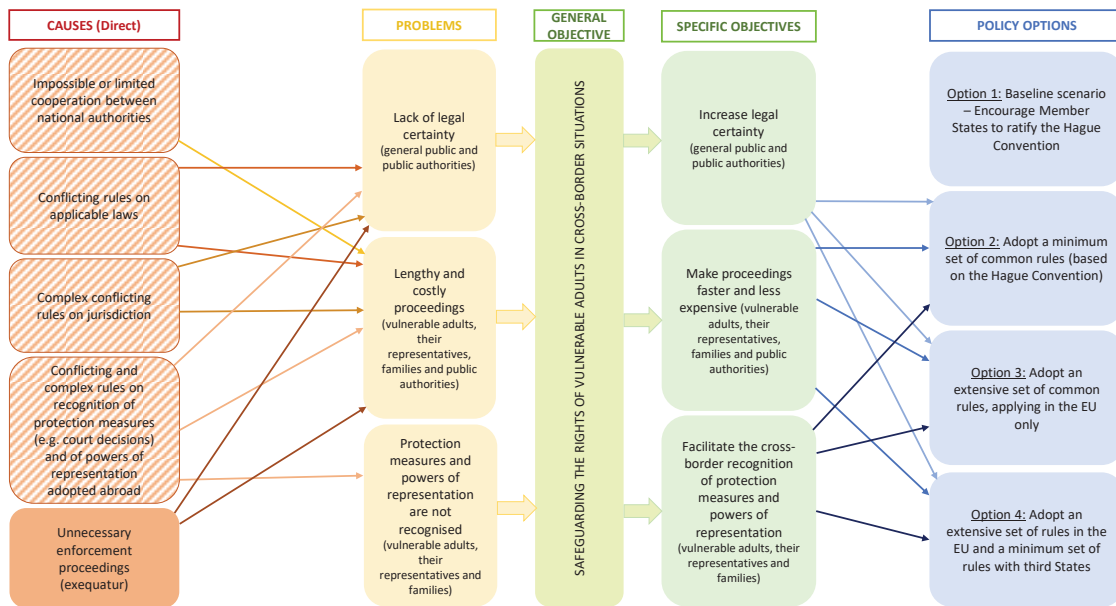 CAUSES (Direct)
Impossible or limited
cooperation between
national authorities
Conflicting rules on
applicable laws
Complex conflicting
rules on jurisdiction
Conflicting and
complex rules on
recognition of
protection measures
(e.g. court decisions)
and of powers of
representation
adopted abroad
Unnecessary
enforcement
proceedings
(exequatur)
PROBLEMS
Lack of legal
certainty
(general public and
public authorities)
Lengthy and
costly
proceedings
(vulnerable adults,
their
representatives,
families and public
authorities)
Protection
measures and
powers of
representation
are not
recognised
(vulnerable adults,
their
representatives and
families)
GENERAL
OBJECTIVE
SAFEGUARDING THE RIGHTS OF VULNERABLE ADULTS IN CROSS-BORDER SITUATIONS
SPECIFIC OBJECTIVES
Increase legal
certainty
(general public and
public authorities)
Make proceedings
faster and less
expensive (vulnerable
adults, their
representatives,
families and public
authorities)
Facilitate the cross-
border recognition
of protection
measures and
powers of
representation
(vulnerable adults, their
representatives and
families)
POLICY OPTIONS
Option 1: Baseline scenario
– Encourage Member
States to ratify the Hague
Convention
Option 2: Adopt a minimum
set of common rules (based
on the Hague Convention)
Option 3: Adopt an
extensive set of common
rules, applying in the EU
only
Option 4: Adopt an
extensive set of rules in the
EU and a minimum set of
rules with third States